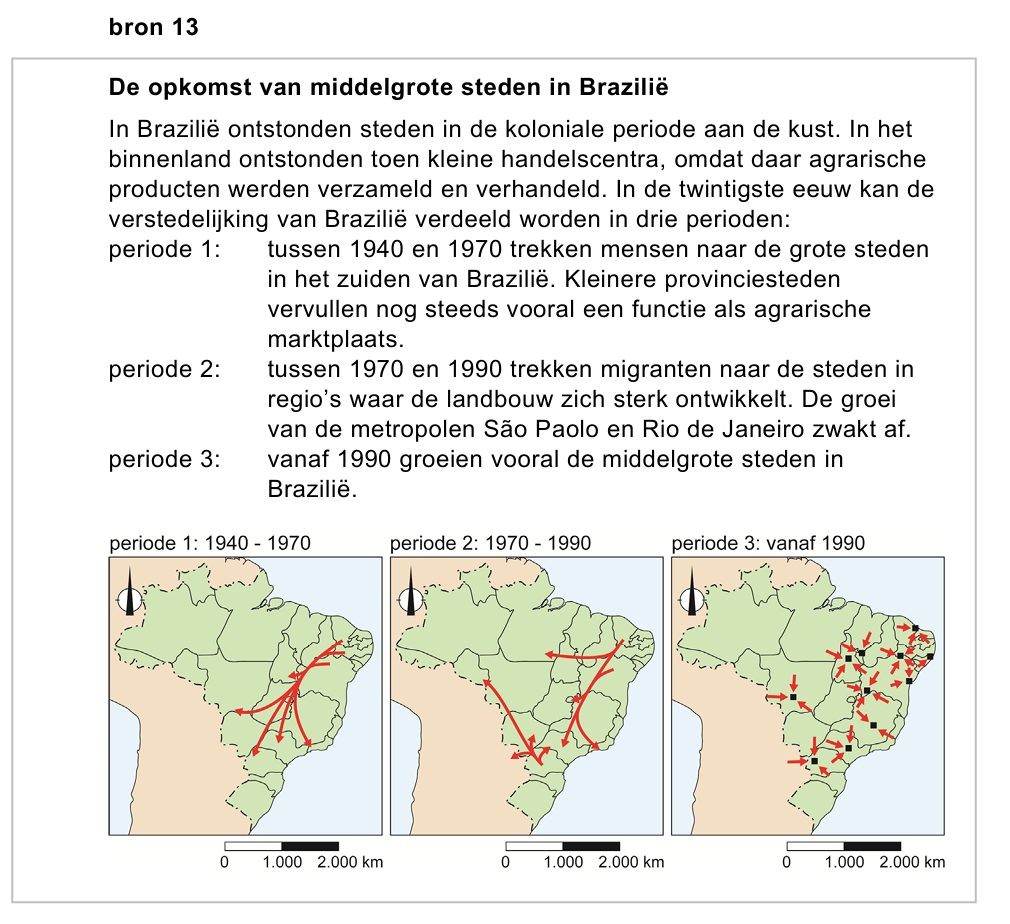 bron 13
De opkomst van middelgrote steden in Brazilië
In Brazilië ontstonden steden in de koloniale periode aan de kust. In het
binnenland ontstonden toen kleine handelscentra, omdat daar agrarische
producten werden verzameld en verhandeld. In de twintigste eeuw kan de
verstedelijking van Brazilië verdeeld worden in drie perioden:
periode 1: tussen 1940 en 1970 trekken mensen naar de grote steden
in het zuiden van Brazilië. Kleinere provinciesteden
vervullen nog steeds vooral een functie als agrarische
marktplaats.
periode 2: tussen 1970 en 1990 trekken migranten naar de steden in
regio's waar de landbouw zich sterk ontwikkelt. De groei
van de metropolen São Paolo en Rio de Janeiro zwakt af.
periode 3: vanaf 1990 groeien vooral de middelgrote steden in
Brazilië.
periode 1: 1940 - 1970 periode 2: 1970 - 1990 periode 3: vanaf 1990
0 1.000 2.000 km 0 1.000 2.000 km 0 1.000 2.000 km